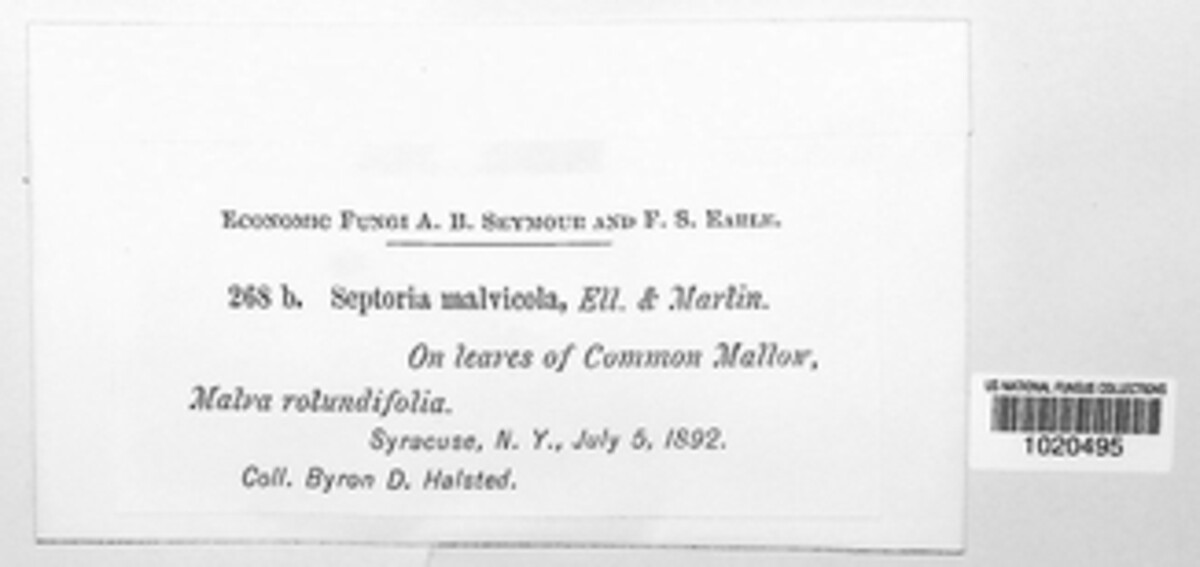 Economic Fungi A. B. Seymour and F. S. Earle.
268 b. Septoria malvicola, Ell. & Martin.
On leaves of Common Mallow,
Malva rotundifolia.
Syracuse, N. Y., July 5, 1892.
Coll. Byron D. Halsted.
US NATIONAL FUNGUS COLLECTIONS
1020495